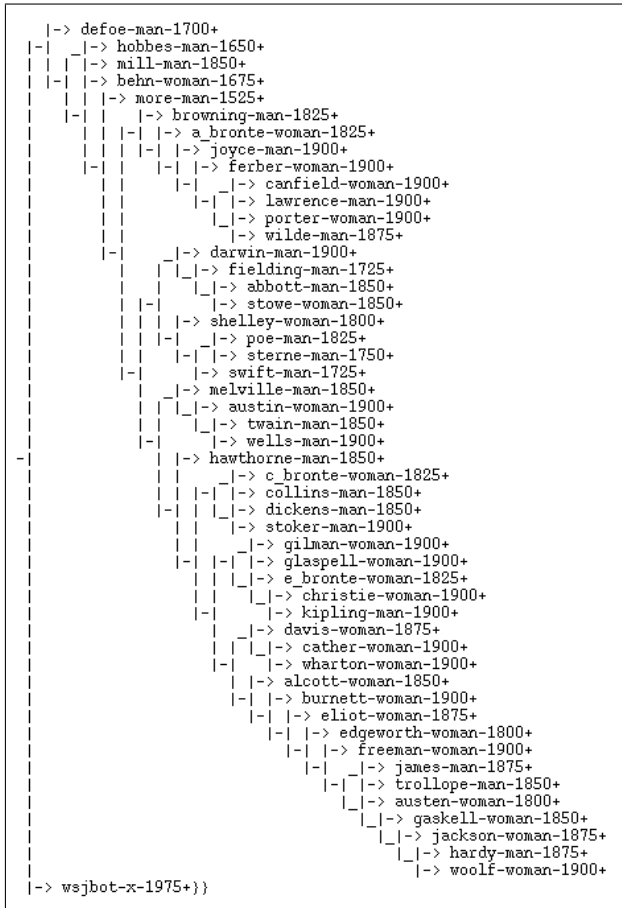 |-> defoe-man-1700+
|-| _|-> hobbes-man-1650+
| | | |-> mill-man-1850+
| |-| |-> behn-woman-1675+
| | | |-> more-man-1525+
| |-| | |-> browning-man-1825+
| | | |-| |-> a_bronte-woman-1825+
| | | | |-| |-> joyce-man-1900+
| |-| | |-| |-> ferber-woman-1900+
| | | |-| _|-> canfield-woman-1900+
| | | |-| |-> lawrence-man-1900+
| | | |_|-> porter-woman-1900+
| | | |-> wilde-man-1875+
| |-| _|-> darwin-man-1900+
| | | |_|-> fielding-man-1725+
| | | | |_|-> abbott-man-1850+
| | |-| |-> stowe-woman-1850+
| | | | |-> shelley-woman-1800+
| | | |-| _|-> poe-man-1825+
| | | | |-| |-> sterne-man-1750+
| |-| |-> swift-man-1725+
| | _|-> melville-man-1850+
| | | |_|-> austin-woman-1900+
| | | |_|-> twain-man-1850+
| |-| |-> wells-man-1900+
-| | | |-> hawthorne-man-1850+
| | | _|-> c_bronte-woman-1825+
| | | |-| |-> collins-man-1850+
| |-| | |_|-> dickens-man-1850+
| | | |-> stoker-man-1900+
| | | _|-> gilman-woman-1900+
| |-| |-| |-> glaspell-woman-1900+
| | | |_|-> e_bronte-woman-1825+
| | | |_|-> christie-woman-1900+
| |-| |-> kipling-man-1900+
| | _|-> davis-woman-1875+
| | | |_|-> cather-woman-1900+
| |-| |-> wharton-woman-1900+
| | |-> alcott-woman-1850+
| |-| |-> burnett-woman-1900+
| |-| |-> eliot-woman-1875+
| |-| |-> edgeworth-woman-1800+
| |-| |-> freeman-woman-1900+
| |-| _|-> james-man-1875+
| |-| |-> trollope-man-1850+
| |_|-> austen-woman-1800+
| |_|-> gaskell-woman-1850+
| |_|-> jackson-woman-1875+
| |_|-> hardy-man-1875+
| |-> woolf-woman-1900+
|-> wsjbot-x-1975+}}